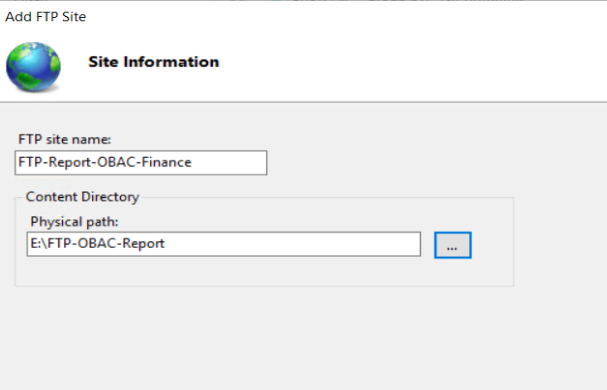 Add FTP Site
Site Information
FTP site name:
FTP-Report-OBAC-Finance
Content Directory
Physical path:
E:\FTP-OBAC-Report
...